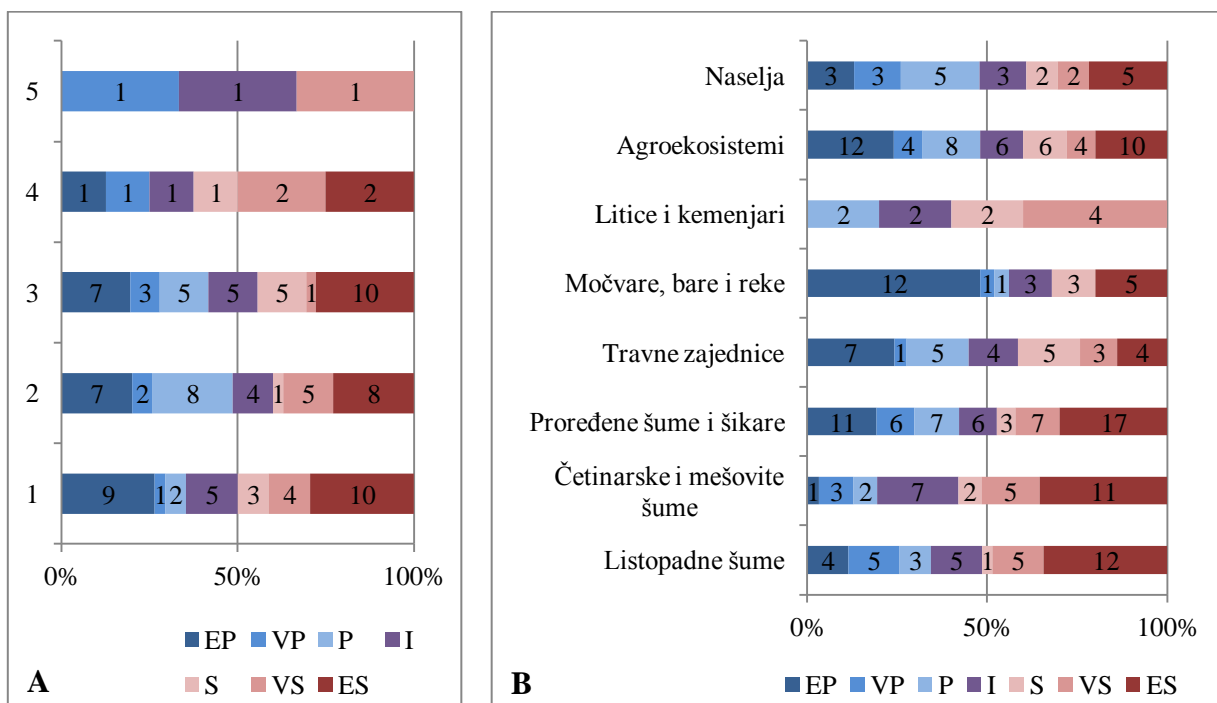 5 1 1 1
4 1 1 1 1 2 2
3 7 3 5 5 5 1 10
2 7 2 8 4 1 5 8
1 9 1 2 5 3 4 10
0% 50% 100%
EP VP P I
S VS ES
A
Naselja 3 3 5 3 2 2 5
Agroekosistemi 12 4 8 6 6 4 10
Litice i kemenjari 2 2 2 4
Močvare, bare i reke 12 1 1 3 3 5
Travne zajednice 7 1 5 4 5 3 4
Proređene šume i šikare 11 6 7 6 3 7 17
Četinarske i mešovite
šume 1 3 2 7 2 5 11
Listopadne šume 4 5 3 5 1 5 12
0% 50% 100%
B EP VP P I S VS ES